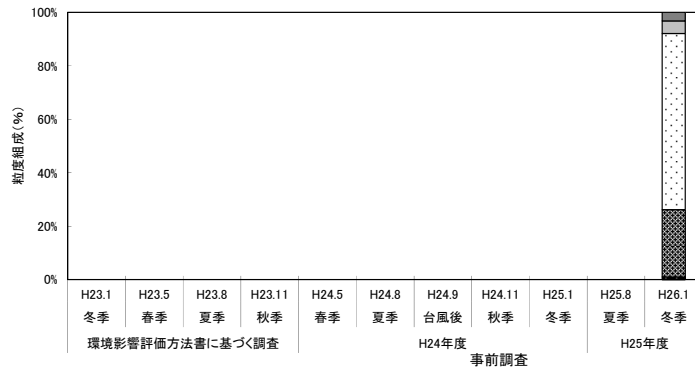 100%
80%
60%
40%
20%
0%
粒度組成(%)
H23.1 H23.5 H23.8 H23.11 H24.5 H24.8 H24.9 H24.11 H25.1 H25.8 H26.1
冬季 春季 夏季 秋季 春季 夏季 台風後 秋季 冬季 夏季 冬季
環境影響評価方法書に基づく調査 H24年度 H25年度
事前調査